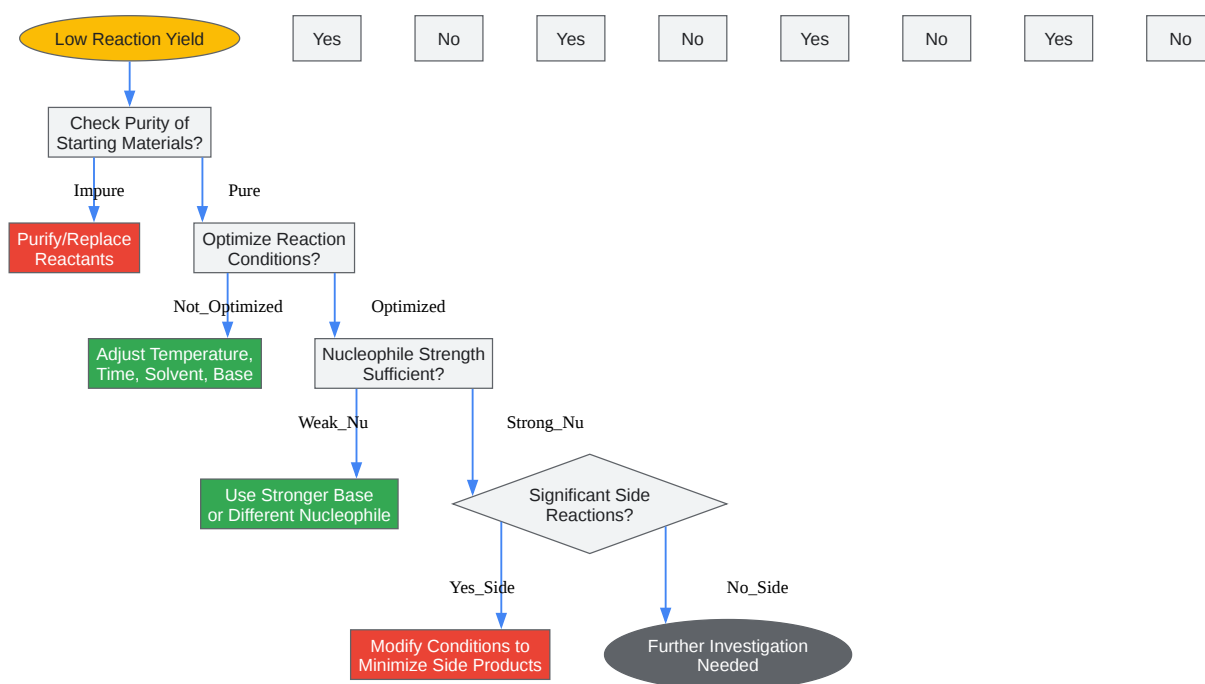 Low Reaction Yield
Yes
No
Yes
No
Yes
No
Yes
No
Check Purity of
Starting Materials?
Impure
Pure
Purify/Replace
Reactants
Optimize Reaction
Conditions?
Not_Optimized
Optimized
Adjust Temperature,
Time, Solvent, Base
Nucleophile Strength
Sufficient?
Weak_Nu
Strong_Nu
Use Stronger Base
or Different Nucleophile
Significant Side
Reactions?
Yes_Side
No_Side
Modify Conditions to
Minimize Side Products
Further Investigation
Needed